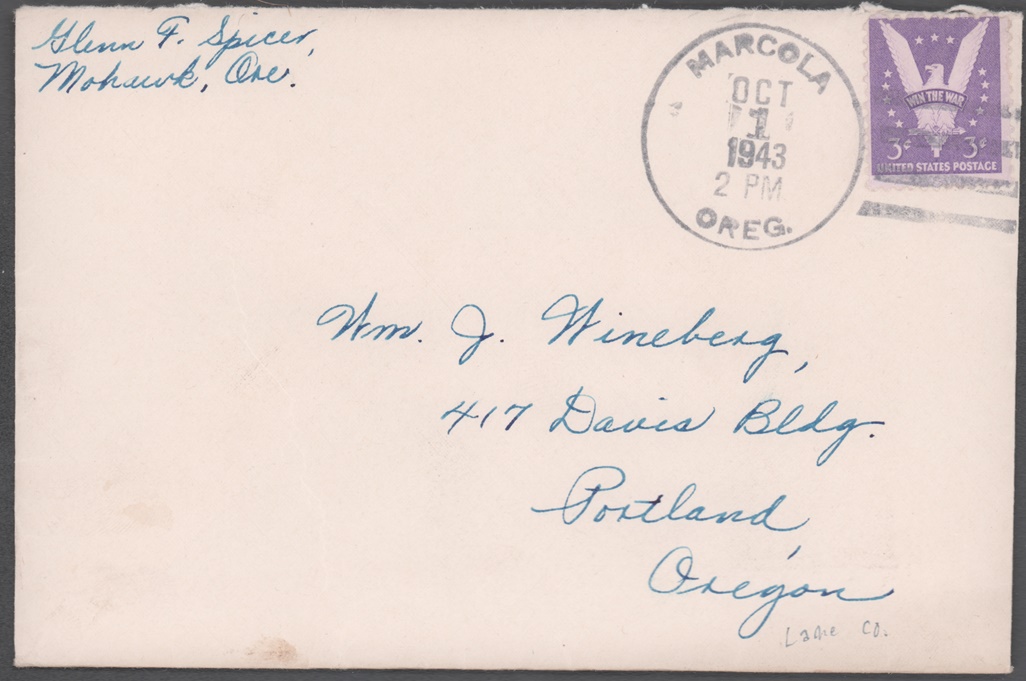 Glenn F. Spicer,
Mohawk, Ore.
MARCOLA
OCT
1
1943
2 PM
OREG.
WIN THE WAR
3¢ 3¢
UNITED STATES POSTAGE
Wm. J. Wineberg,
417 Davis Bldg.
Portland,
Oregon
Lane Co.